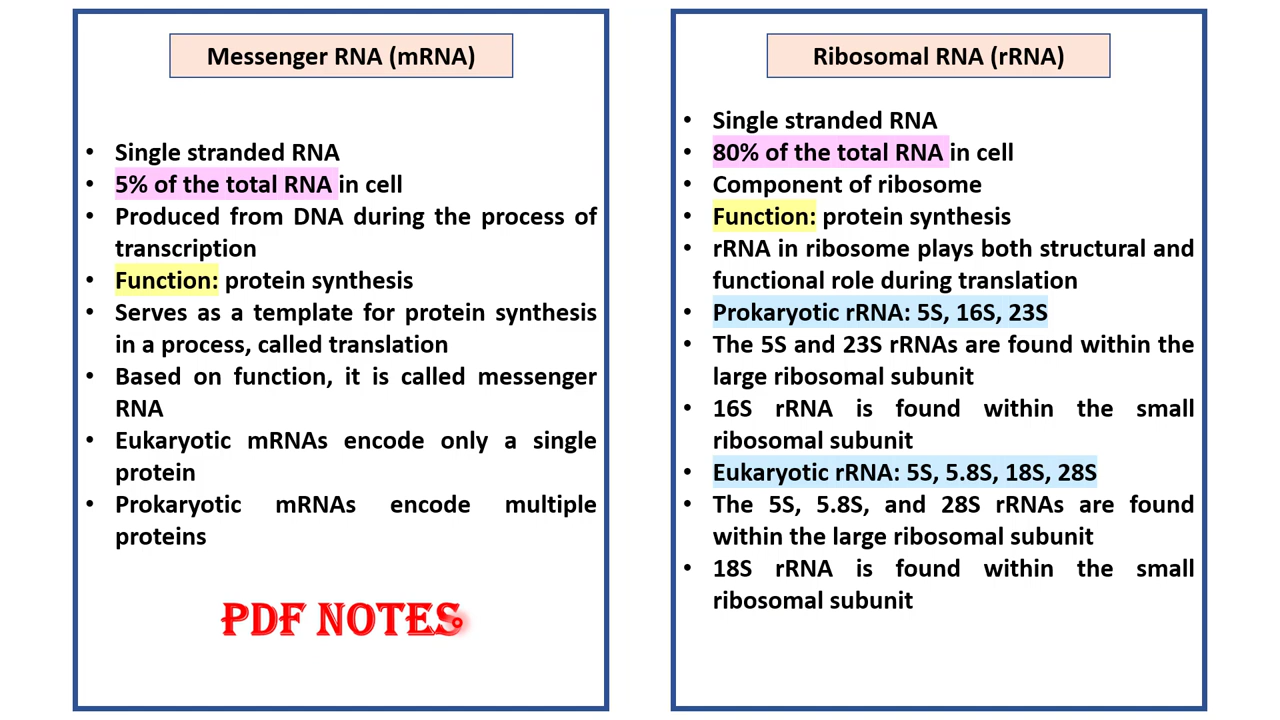 Messenger RNA (mRNA)
• Single stranded RNA
• 5% of the total RNA in cell
• Produced from DNA during the process of
transcription
• Function: protein synthesis
• Serves as a template for protein synthesis
in a process, called translation
• Based on function, it is called messenger
RNA
• Eukaryotic mRNAs encode only a single
protein
• Prokaryotic mRNAs encode multiple
proteins
PDF NOTES
Ribosomal RNA (rRNA)
• Single stranded RNA
• 80% of the total RNA in cell
• Component of ribosome
• Function: protein synthesis
• rRNA in ribosome plays both structural and
functional role during translation
• Prokaryotic rRNA: 5S, 16S, 23S
• The 5S and 23S rRNAs are found within the
large ribosomal subunit
• 16S rRNA is found within the small
ribosomal subunit
• Eukaryotic rRNA: 5S, 5.8S, 18S, 28S
• The 5S, 5.8S, and 28S rRNAs are found
within the large ribosomal subunit
• 18S rRNA is found within the small
ribosomal subunit